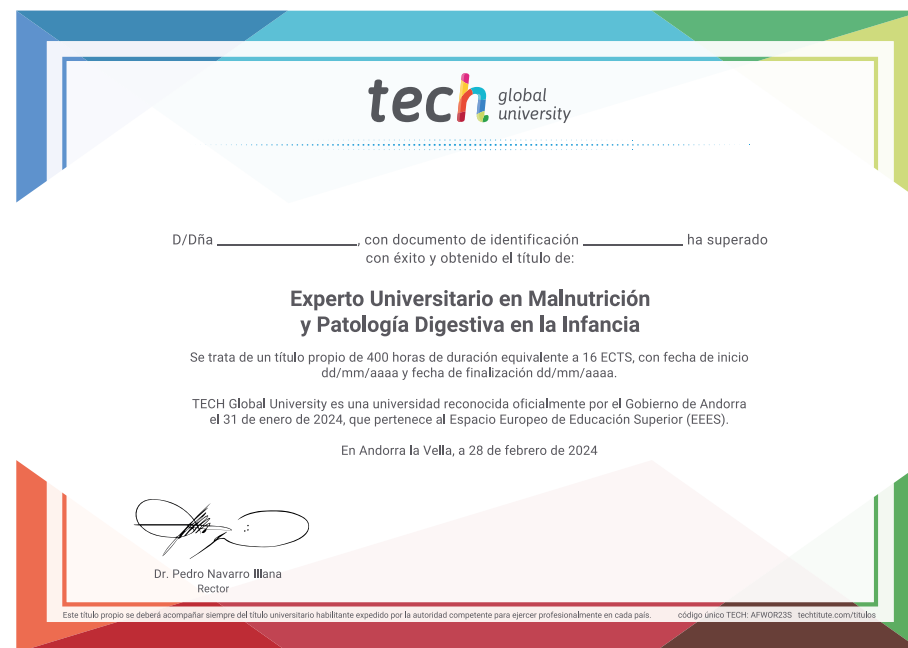 tech global
university
D/Dña ____________________, con documento de identificación ______________ ha superado
con éxito y obtenido el título de:
Experto Universitario en Malnutrición
y Patología Digestiva en la Infancia
Se trata de un título propio de 400 horas de duración equivalente a 16 ECTS, con fecha de inicio
dd/mm/aaaa y fecha de finalización dd/mm/aaaa.
TECH Global University es una universidad reconocida oficialmente por el Gobierno de Andorra
el 31 de enero de 2024, que pertenece al Espacio Europeo de Educación Superior (EEES).
En Andorra la Vella, a 28 de febrero de 2024
Dr. Pedro Navarro Illana
Rector
Este título propio se deberá acompañar siempre del título universitario habilitante expedido por la autoridad competente para ejercer profesionalmente en cada país. código único TECH: AFWOR23S techtitute.com/titulos